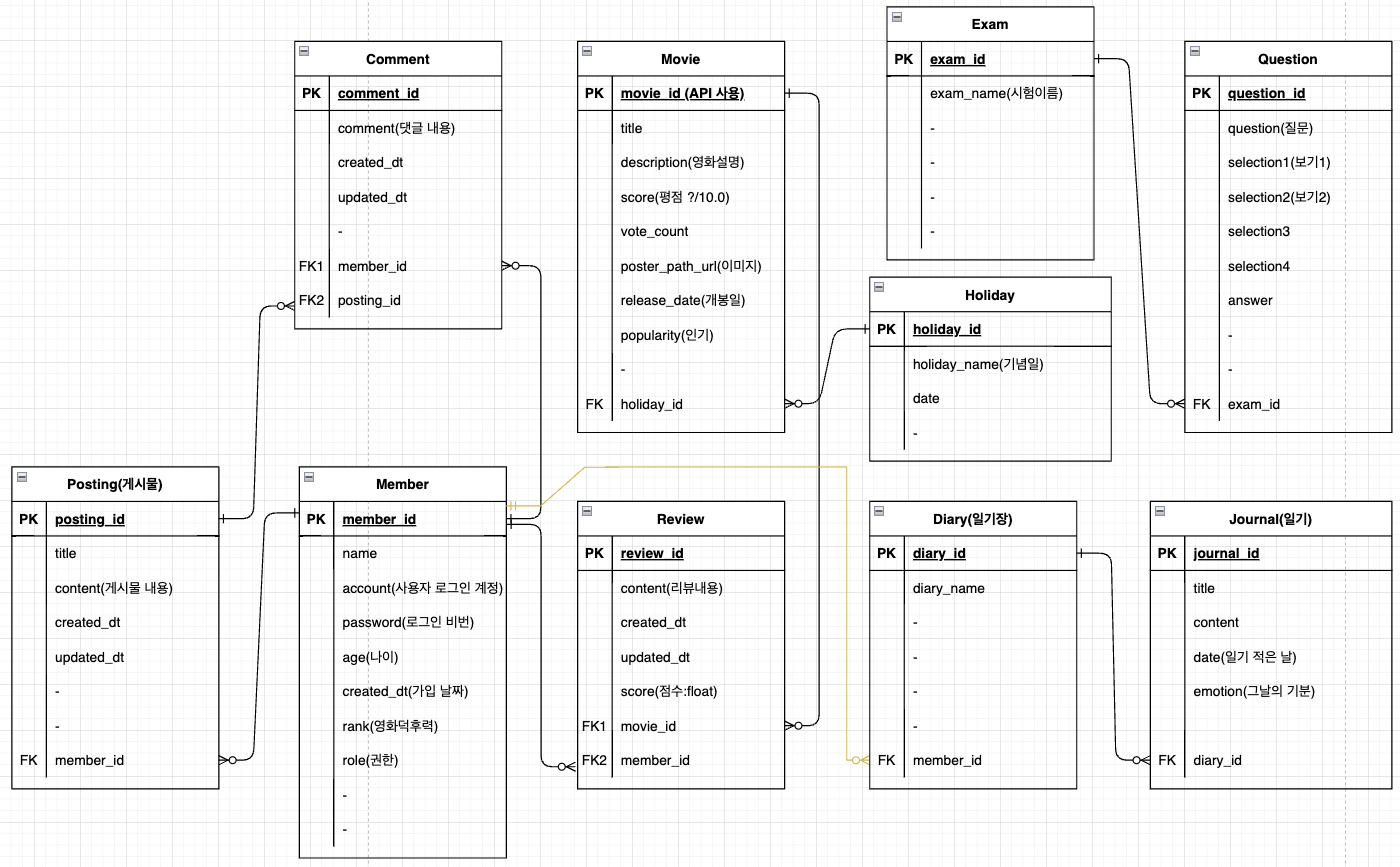 Comment
PK comment_id
comment(댓글 내용)
created_dt
updated_dt
-
FK1 member_id
FK2 posting_id
Movie
PK movie_id (API 사용)
title
description(영화설명)
score(평점 ?/10.0)
vote_count
poster_path_url(이미지)
release_date(개봉일)
popularity(인기)
-
FK holiday_id
Exam
PK exam_id
exam_name(시험이름)
-
-
-
-
Question
PK question_id
question(질문)
selection1(보기1)
selection2(보기2)
selection3
selection4
answer
-
-
FK exam_id
Holiday
PK holiday_id
holiday_name(기념일)
date
-
Posting(게시물)
PK posting_id
title
content(게시물 내용)
created_dt
updated_dt
-
-
FK member_id
Member
PK member_id
name
account(사용자 로그인 계정)
password(로그인 비번)
age(나이)
created_dt(가입 날짜)
rank(영화덕후력)
role(권한)
-
-
Review
PK review_id
content(리뷰내용)
created_dt
updated_dt
score(점수:float)
FK1 movie_id
FK2 member_id
Diary(일기장)
PK diary_id
diary_name
-
-
-
-
FK member_id
Journal(일기)
PK journal_id
title
content
date(일기 적은 날)
emotion(그날의 기분)
FK diary_id